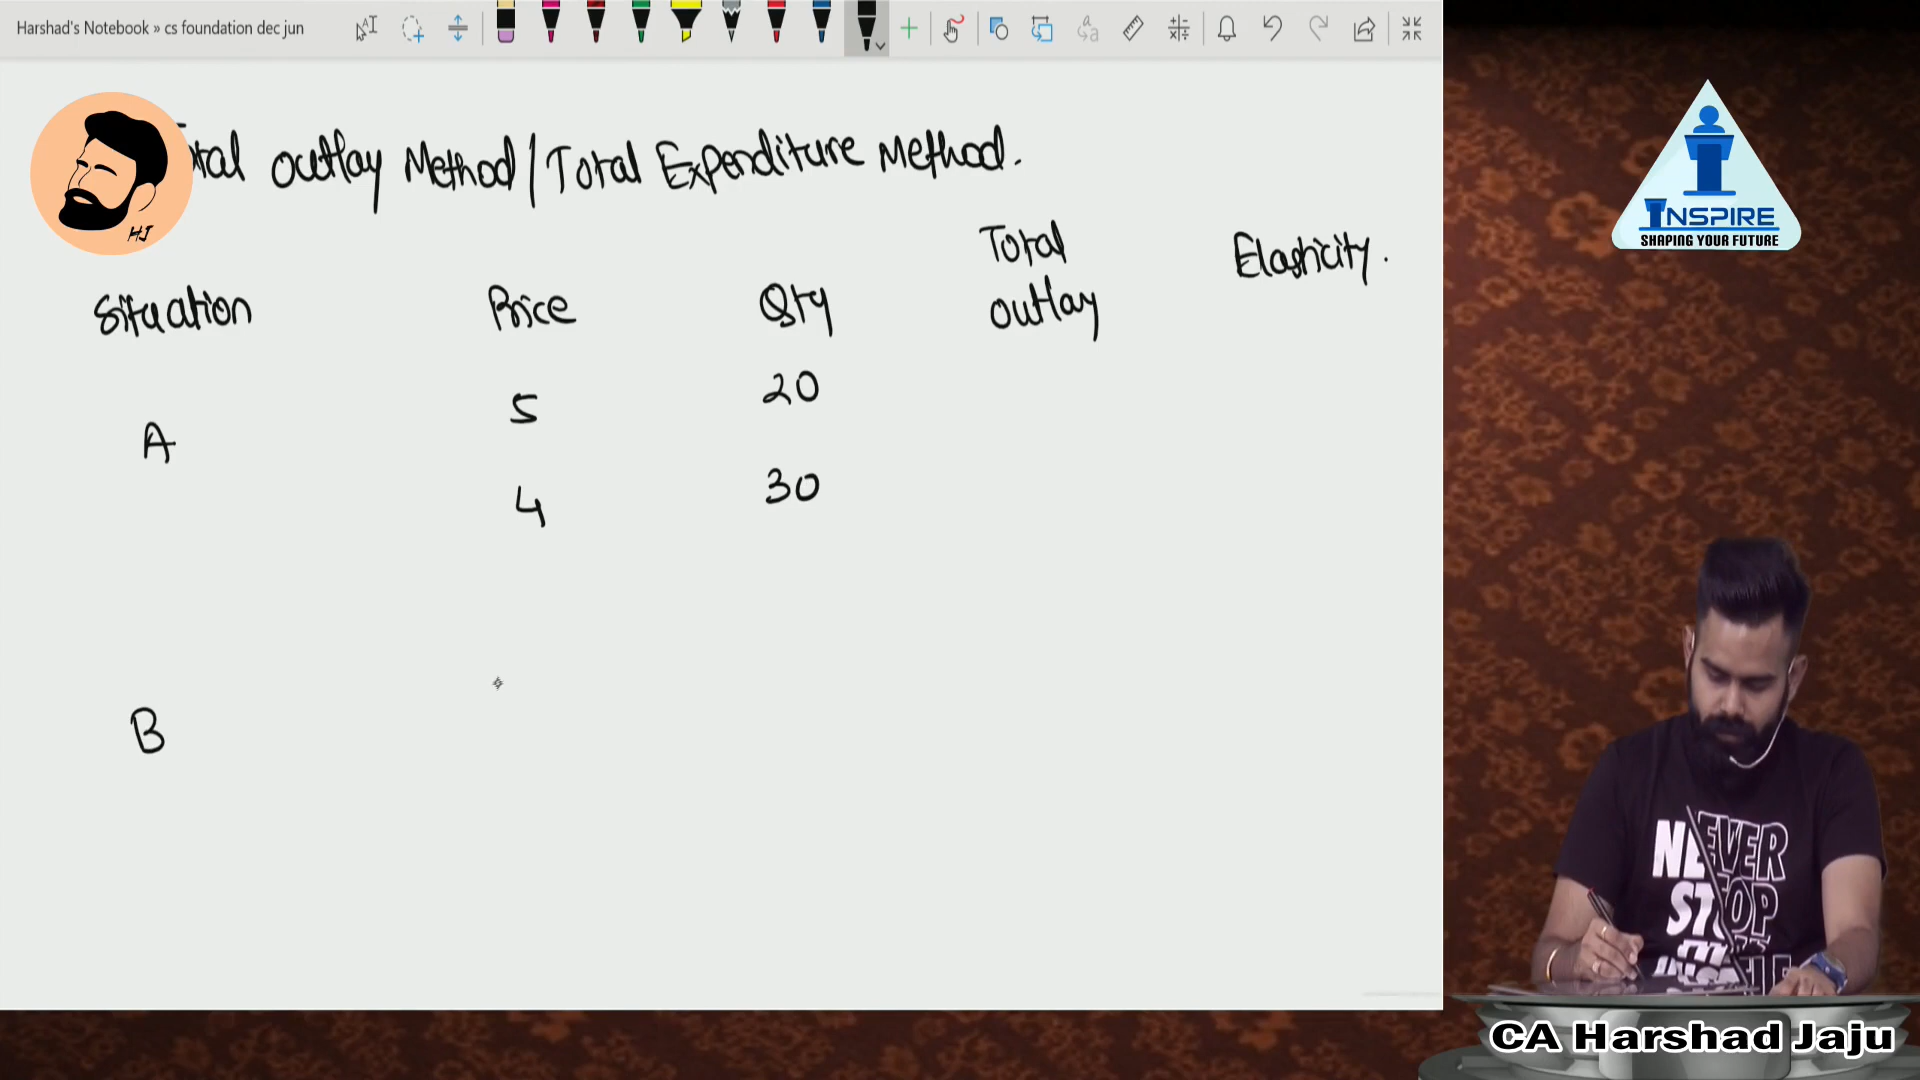 Harshad's Notebook » cs foundation dec jun
Total outlay Method / Total Expenditure Method.
Situation Price Qty Total outlay Elasticity.
A 5 20
4 30
B
HJ
INSPIRE
SHAPING YOUR FUTURE
NEVER
STOP
CA Harshad Jaju